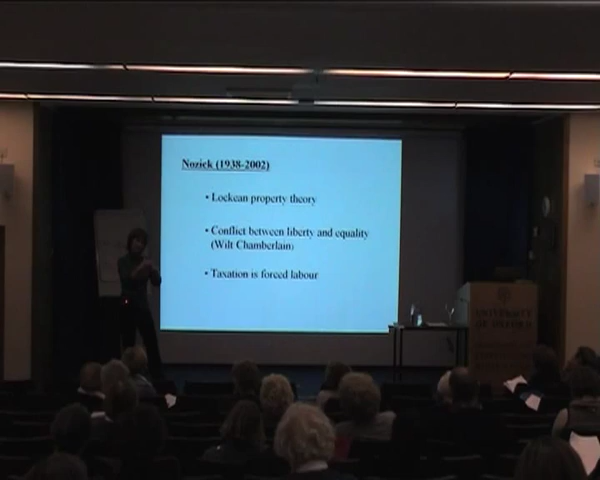 Nozick (1938-2002)
• Lockean property theory
• Conflict between liberty and equality
(Wilt Chamberlain)
• Taxation is forced labour
UNIVERSITY
OF OXFORD